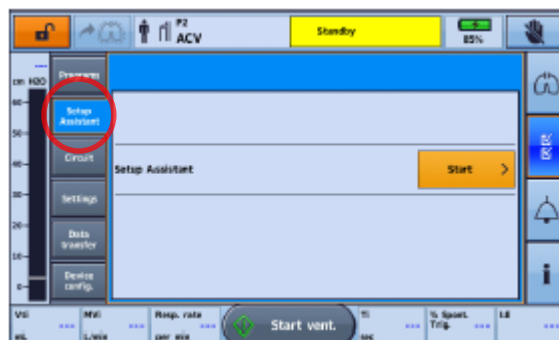 P2
ACV
Standby
85%
cm H2O
Programs
60
Setup
Assistant
50
Circuit
40
Setup Assistant
Start
Settings
30
20
Data
transfer
10
Device
config.
0
Vti
MVi
Resp. rate
Start vent.
Ti
% Spont.
Trig.
mL
L/min
per min
sec